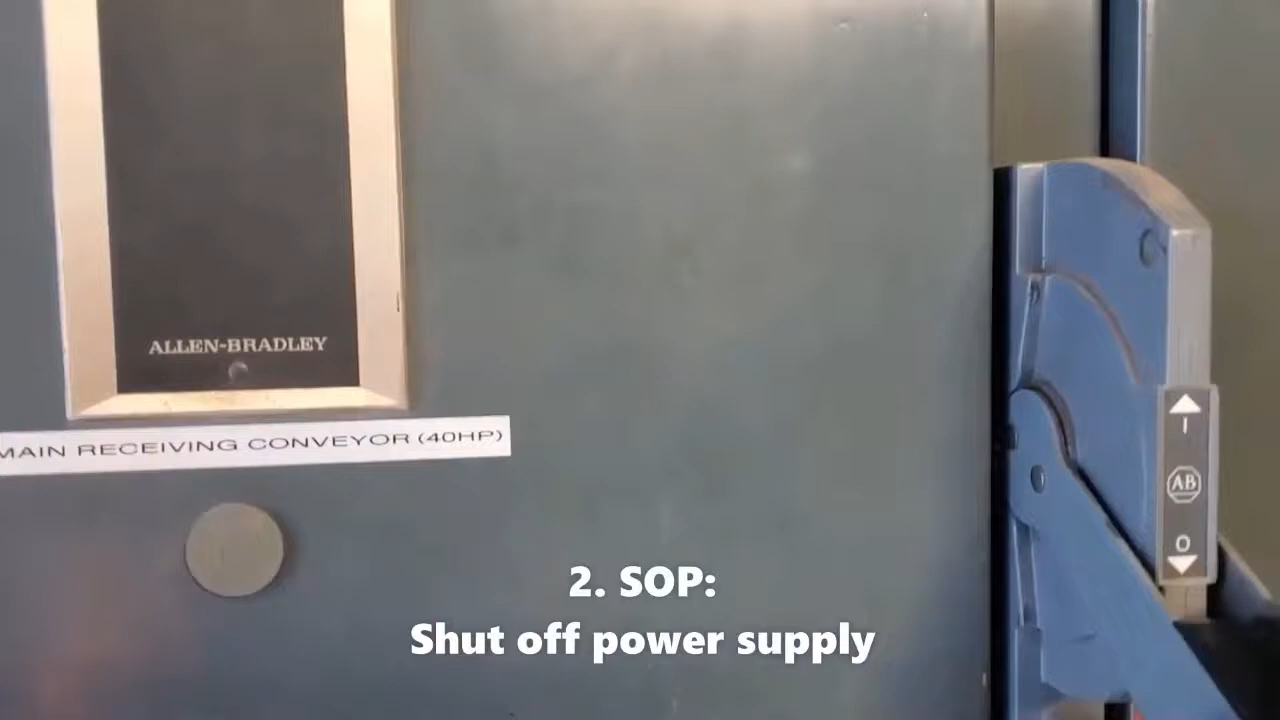 ALLEN-BRADLEY
MAIN RECEIVING CONVEYOR (40HP)
I
AB
O
2. SOP:
Shut off power supply